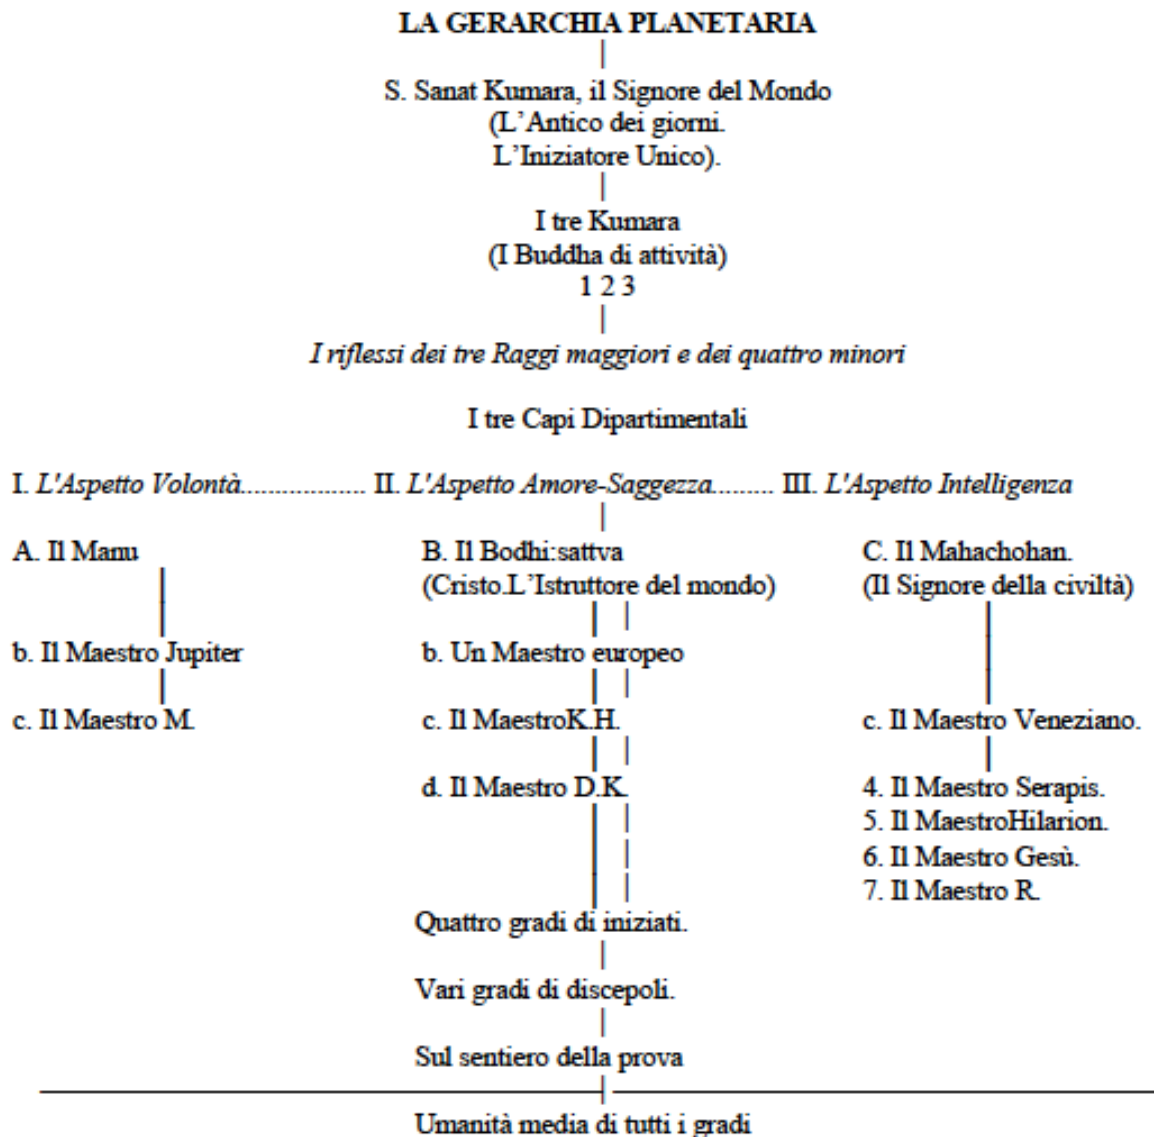 LA GERARCHIA PLANETARIA
S. Sanat Kumara, il Signore del Mondo
(L'Antico dei giorni.
L'Iniziatore Unico).
I tre Kumara
(I Buddha di attività)
1 2 3
I riflessi dei tre Raggi maggiori e dei quattro minori
I tre Capi Dipartimentali
I. L'Aspetto Volontà.................. II. L'Aspetto Amore-Saggezza......... III. L'Aspetto Intelligenza
A. Il Manu B. Il Bodhi:sattva C. Il Mahachohan.
(Cristo.L'Istruttore del mondo) (Il Signore della civiltà)
b. Il Maestro Jupiter b. Un Maestro europeo
c. Il Maestro M. c. Il MaestroK.H. c. Il Maestro Veneziano.
d. Il Maestro D.K. 4. Il Maestro Serapis.
5. Il MaestroHilarion.
6. Il Maestro Gesù.
7. Il Maestro R.
Quattro gradi di iniziati.
Vari gradi di discepoli.
Sul sentiero della prova
Umanità media di tutti i gradi